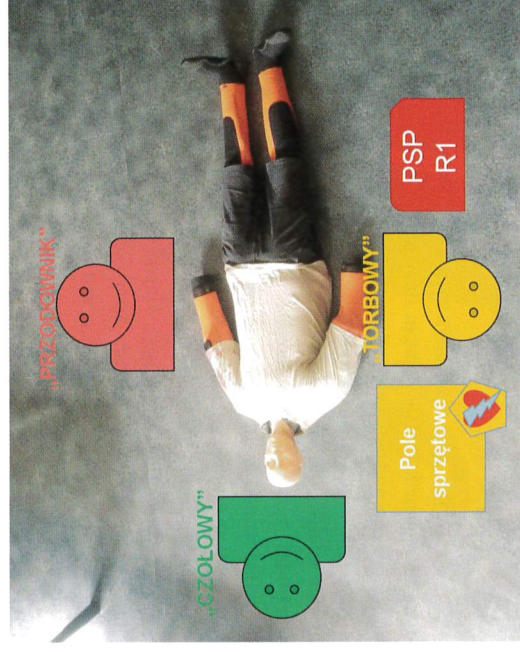 „PRZODOWNIK”
„CZOŁOWY”
„TORBOWY”
Pole
sprzętowe
PSP
R1